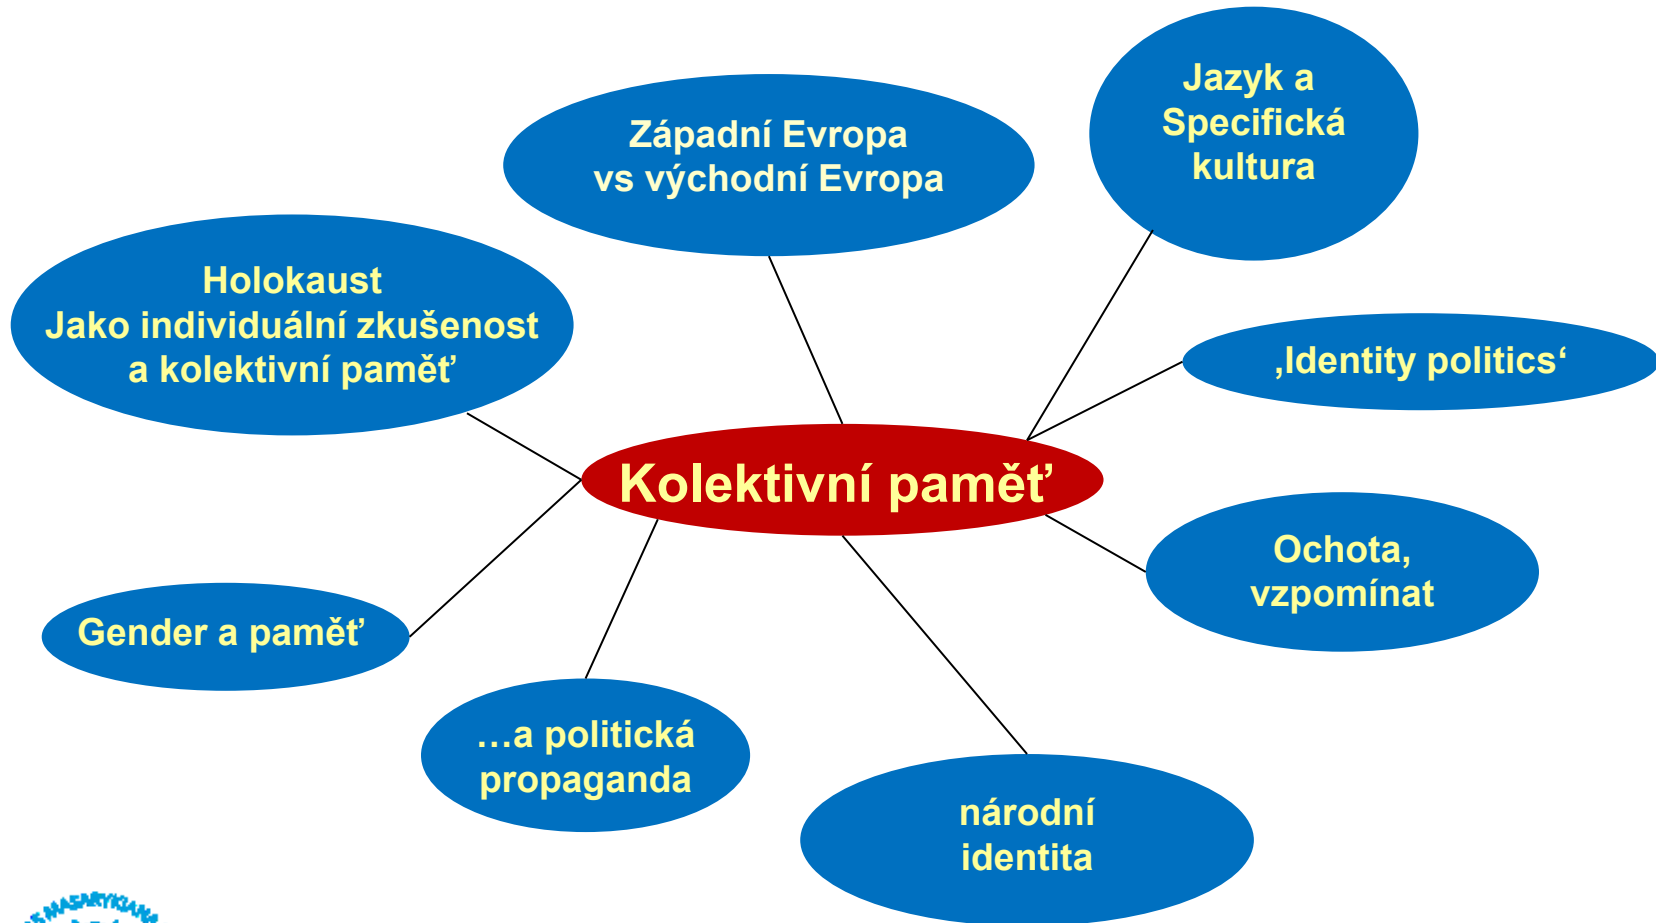 Jazyk a
Specifická
kultura
Západní Evropa
vs východní Evropa
Holokaust
Jako individuální zkušenost
a kolektivní paměť
‚Identity politics‘
Kolektivní paměť
Ochota,
vzpomínat
Gender a paměť
…a politická
propaganda
národní
identita
MASARYKIANA